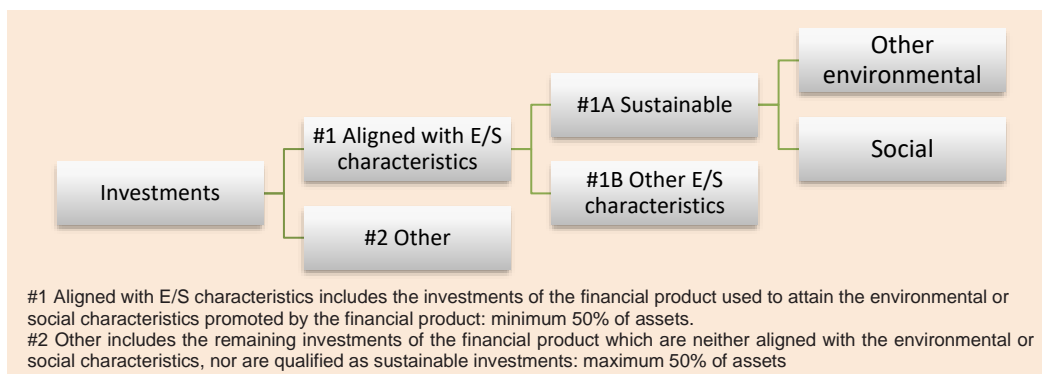 Other
environmental
#1A Sustainable
#1 Aligned with E/S
characteristics
Social
Investments
#1B Other E/S
characteristics
#2 Other
#1 Aligned with E/S characteristics includes the investments of the financial product used to attain the environmental or
social characteristics promoted by the financial product: minimum 50% of assets.
#2 Other includes the remaining investments of the financial product which are neither aligned with the environmental or
social characteristics, nor are qualified as sustainable investments: maximum 50% of assets